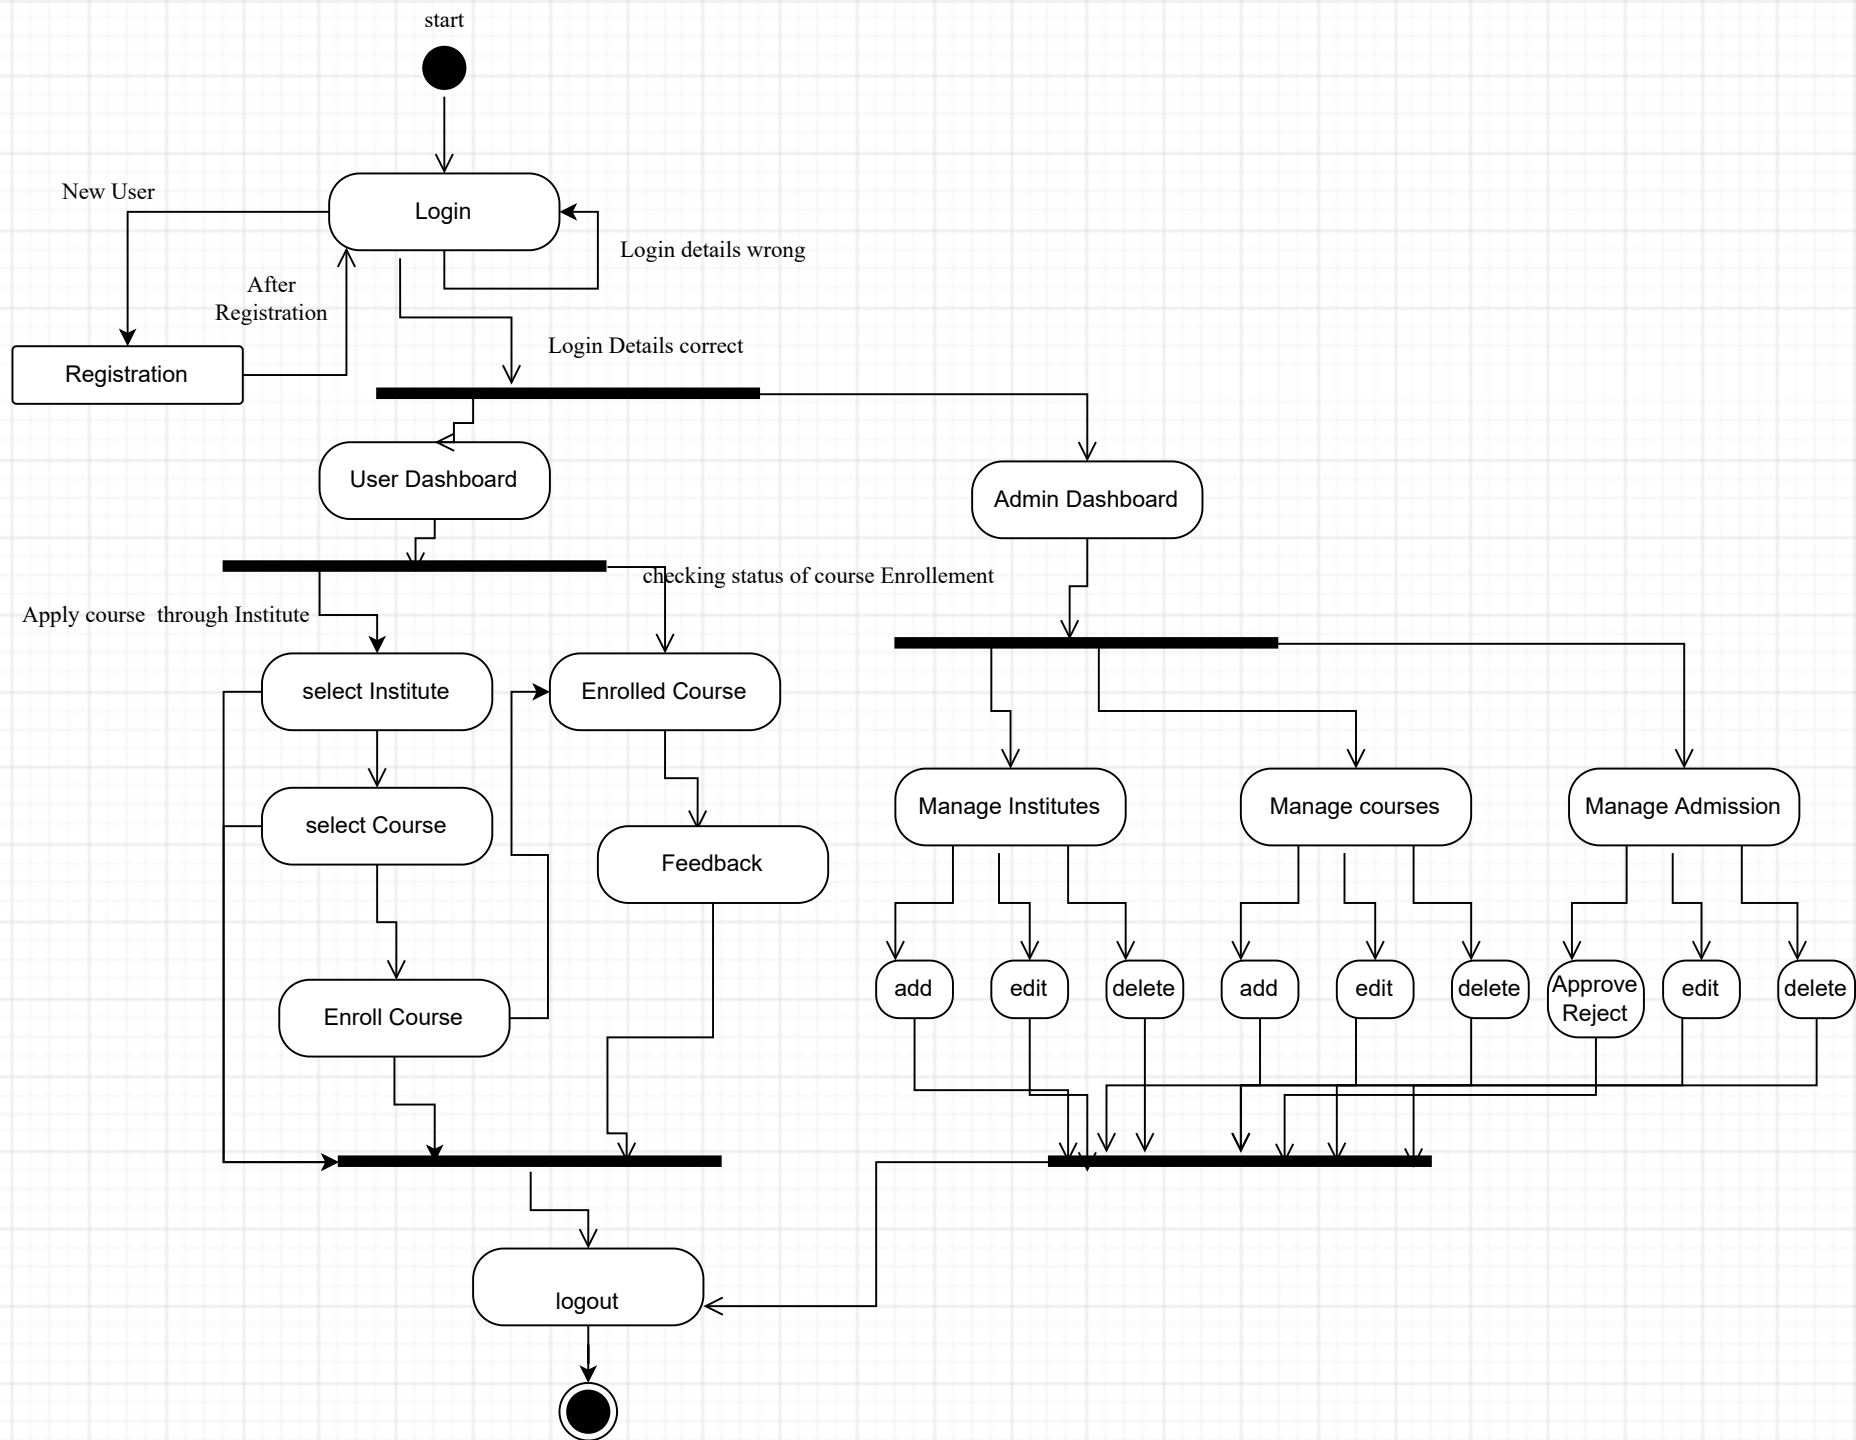 start
New User
Login
Login details wrong
After
Registration
Login Details correct
Registration
User Dashboard
Admin Dashboard
checking status of course Enrollement
Apply course  through Institute
select Institute
Enrolled Course
Manage Institutes
Manage courses
Manage Admission
select Course
Feedback
add
edit
delete
add
edit
delete
Approve
Reject
edit
delete
Enroll Course
logout